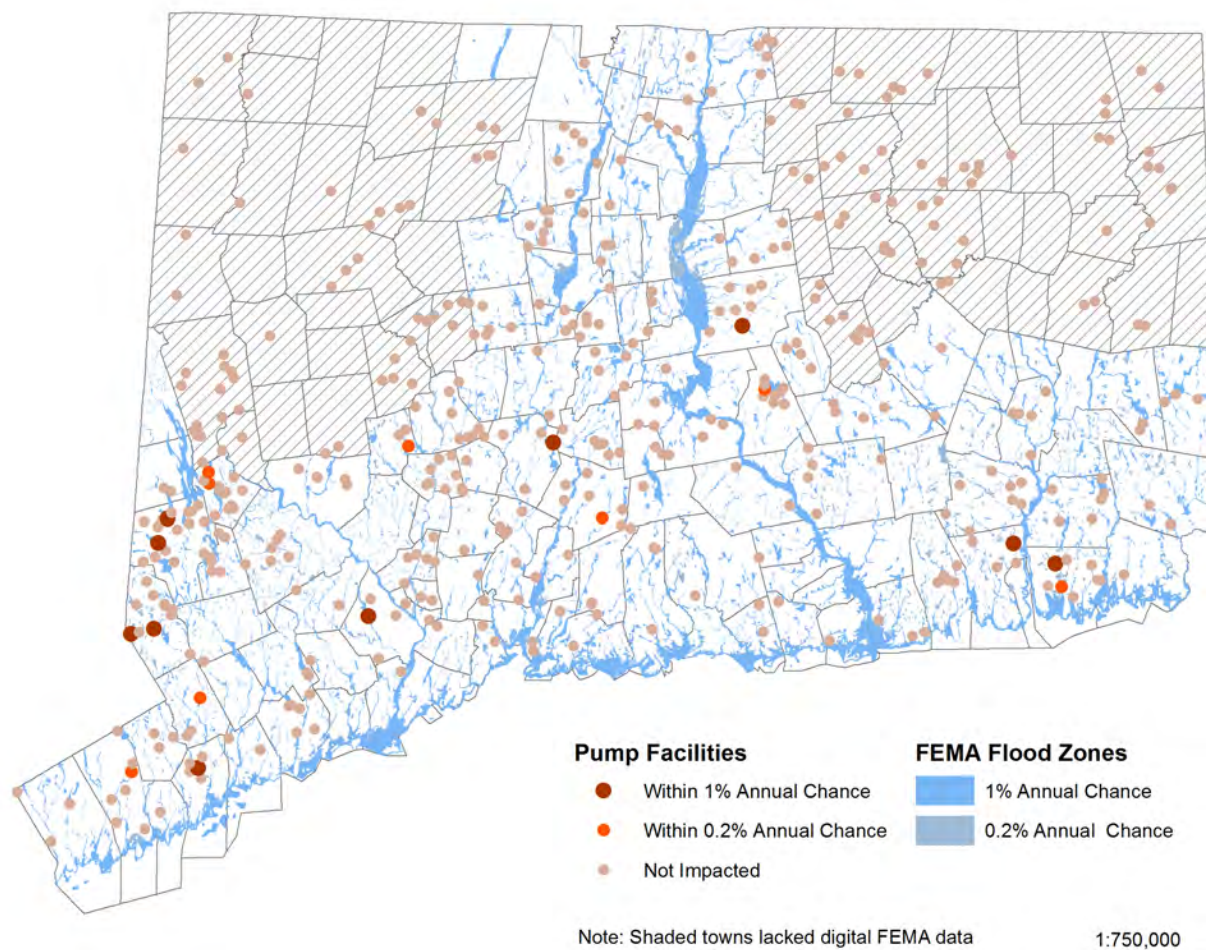 Pump Facilities
Within 1% Annual Chance
Within 0.2% Annual Chance
Not Impacted
FEMA Flood Zones
1% Annual Chance
0.2% Annual  Chance
Note: Shaded towns lacked digital FEMA data
1:750,000